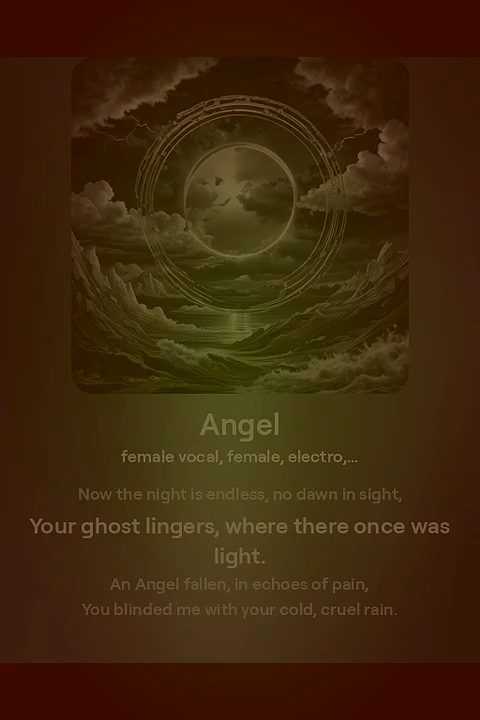 Angel
female vocal, female, electro,...
Now the night is endless, no dawn in sight,
Your ghost lingers, where there once was
light.
An Angel fallen, in echoes of pain,
You blinded me with your cold, cruel rain.